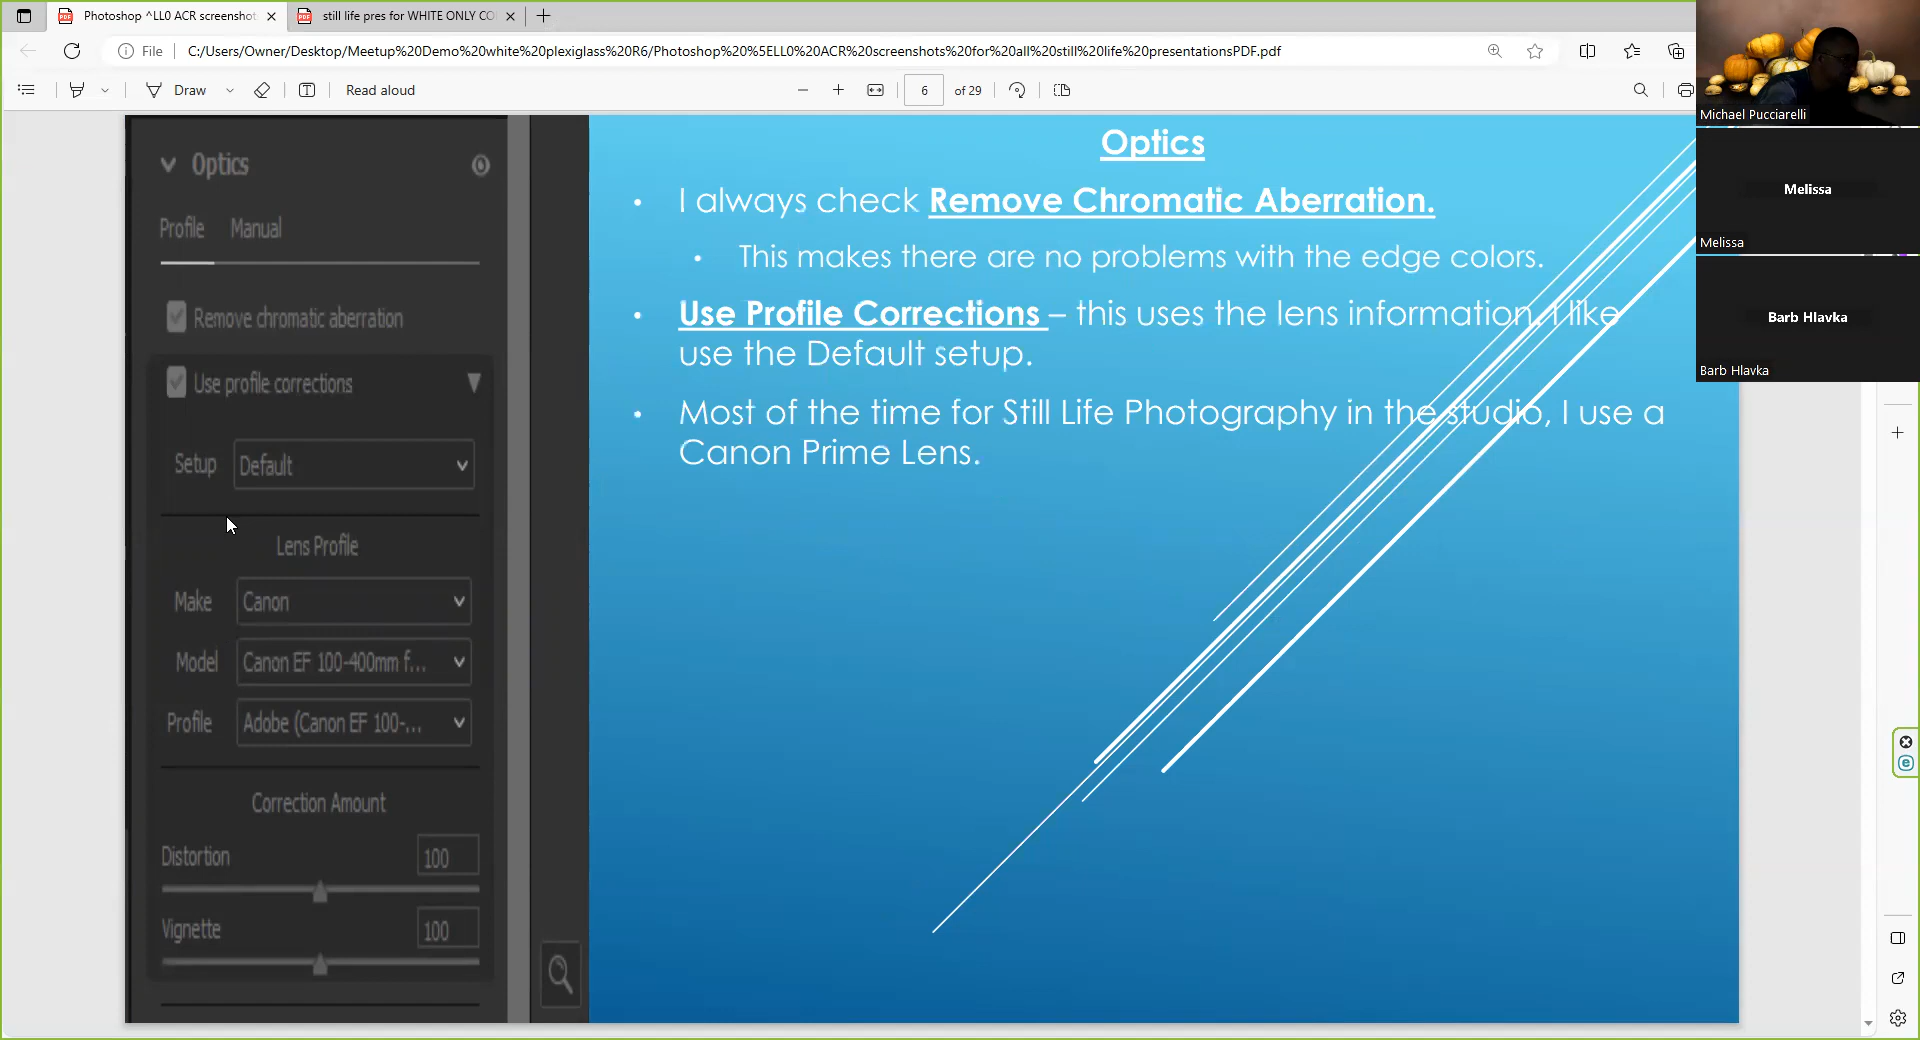 Photoshop ^LL0 ACR screenshot
still life pres for WHITE ONLY CO
File
C:/Users/Owner/Desktop/Meetup%20Demo%20white%20plexiglass%20R6/Photoshop%20%5ELL0%20ACR%20screenshots%20for%20all%20still%20life%20presentationsPDF.pdf
Draw
Read aloud
6 of 29
Michael Pucciarelli
Melissa
Melissa
Barb Hlavka
Barb Hlavka
Optics
Profile Manual
Remove chromatic aberration
Use profile corrections
Setup Default
Lens Profile
Make Canon
Model Canon EF 100-400mm f...
Profile Adobe (Canon EF 100-...
Correction Amount
Distortion 100
Vignette 100
Optics
• I always check Remove Chromatic Aberration.
• This makes there are no problems with the edge colors.
• Use Profile Corrections – this uses the lens information. I like
use the Default setup.
• Most of the time for Still Life Photography in the studio, I use a
Canon Prime Lens.